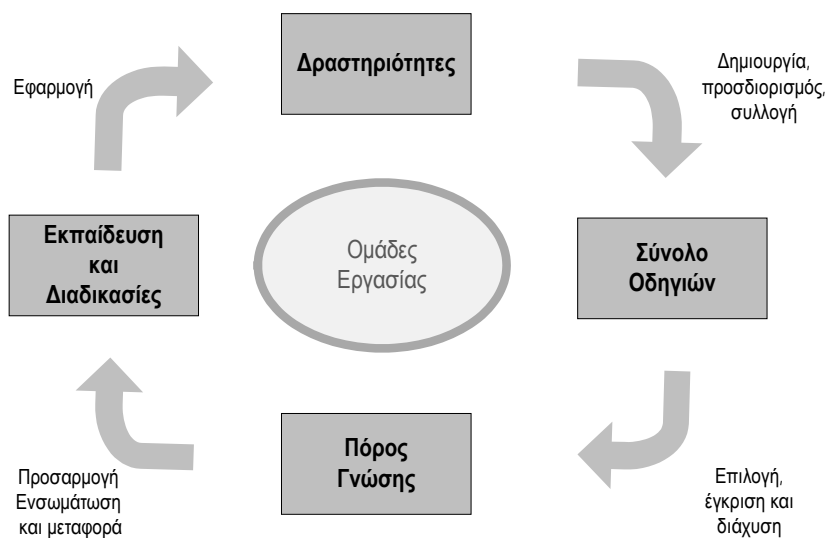 Δραστηριότητες
Εφαρμογή
Δημιουργία,
προσδιορισμός,
συλλογή
Εκπαίδευση
και
Διαδικασίες
Ομάδες
Εργασίας
Σύνολο
Οδηγιών
Πόρος
Γνώσης
Προσαρμογή
Ενσωμάτωση
και μεταφορά
Επιλογή,
έγκριση και
διάχυση